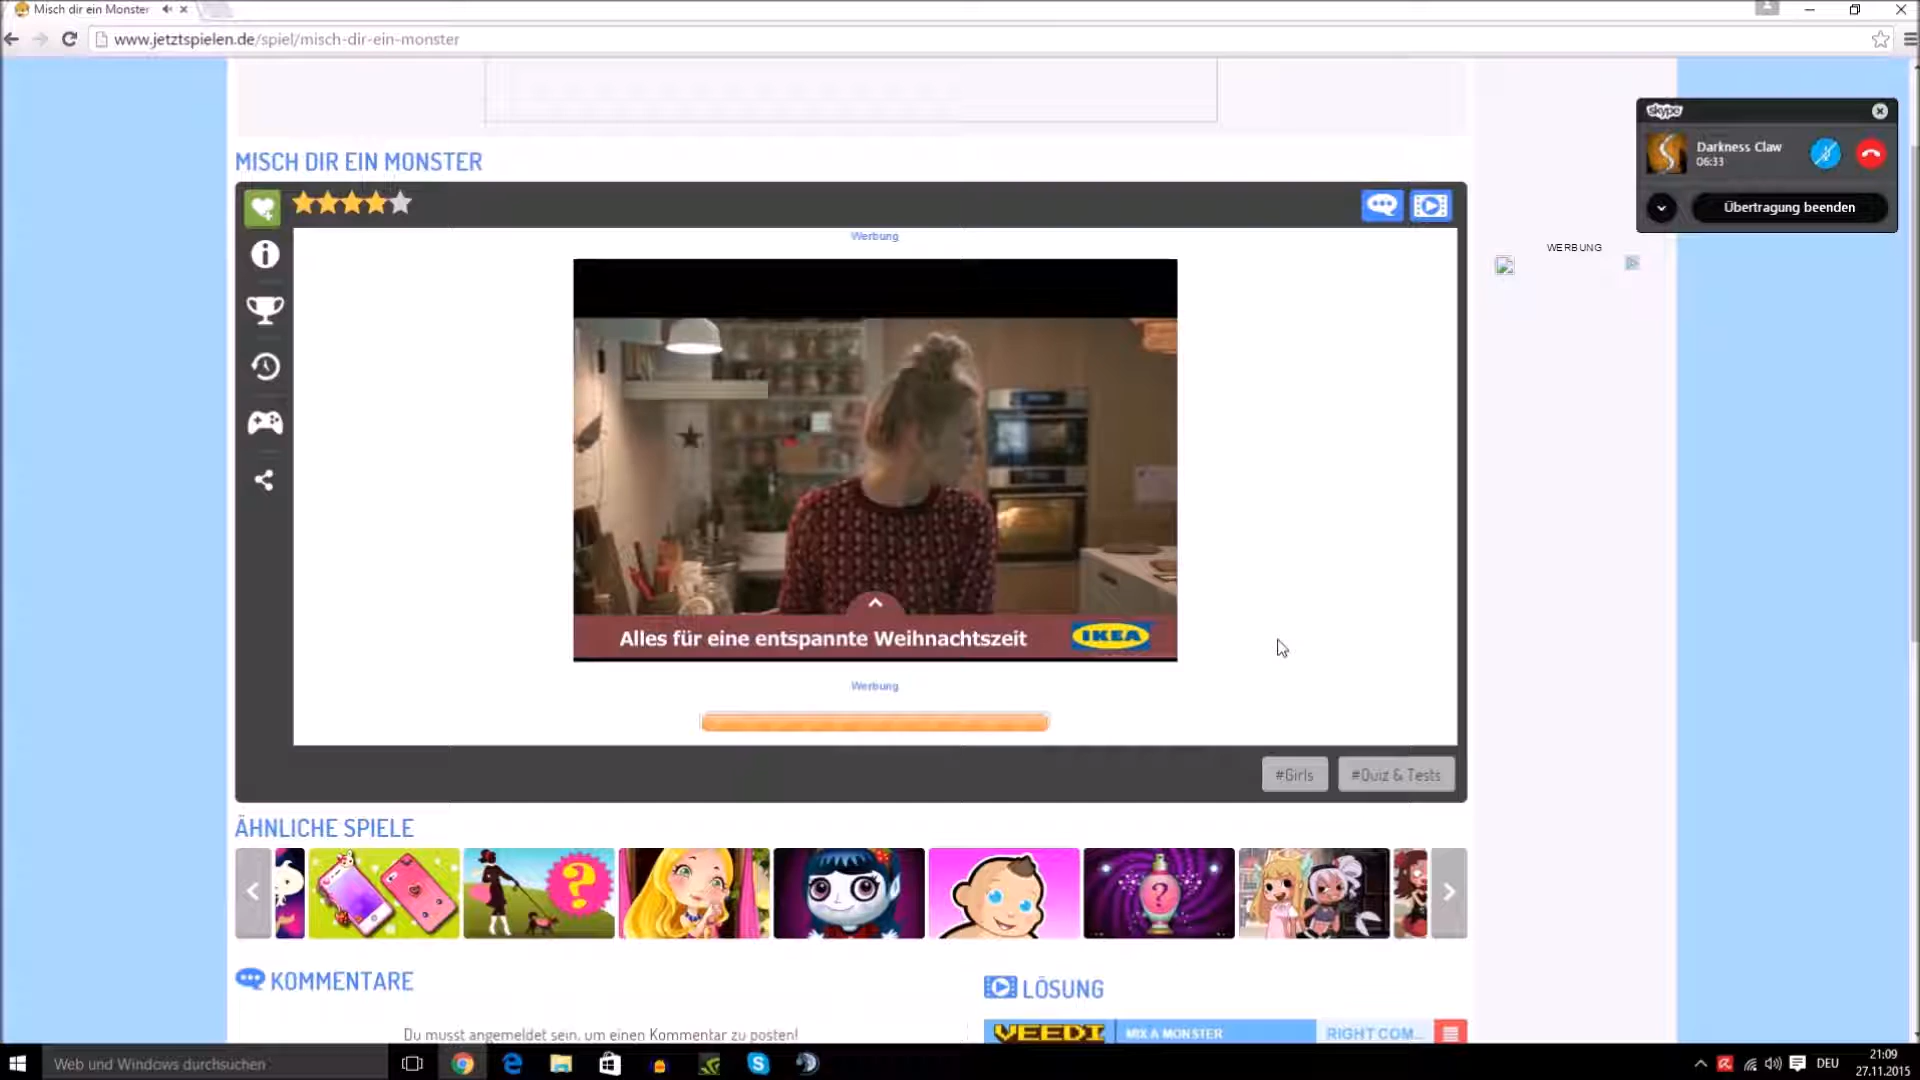 Misch dir ein Monster
www.jetztspielen.de/spiel/misch-dir-ein-monster
skype
Darkness Claw
06:33
Übertragung beenden
MISCH DIR EIN MONSTER
Werbung
WERBUNG
Alles für eine entspannte Weihnachtszeit
IKEA
Werbung
#Girls
#Quiz & Tests
ÄHNLICHE SPIELE
?
?
KOMMENTARE
LÖSUNG
Du musst angemeldet sein, um einen Kommentar zu posten!
VEEDI
MIX A MONSTER
RIGHT COM...
Web und Windows durchsuchen
DEU
21:09
27.11.2015